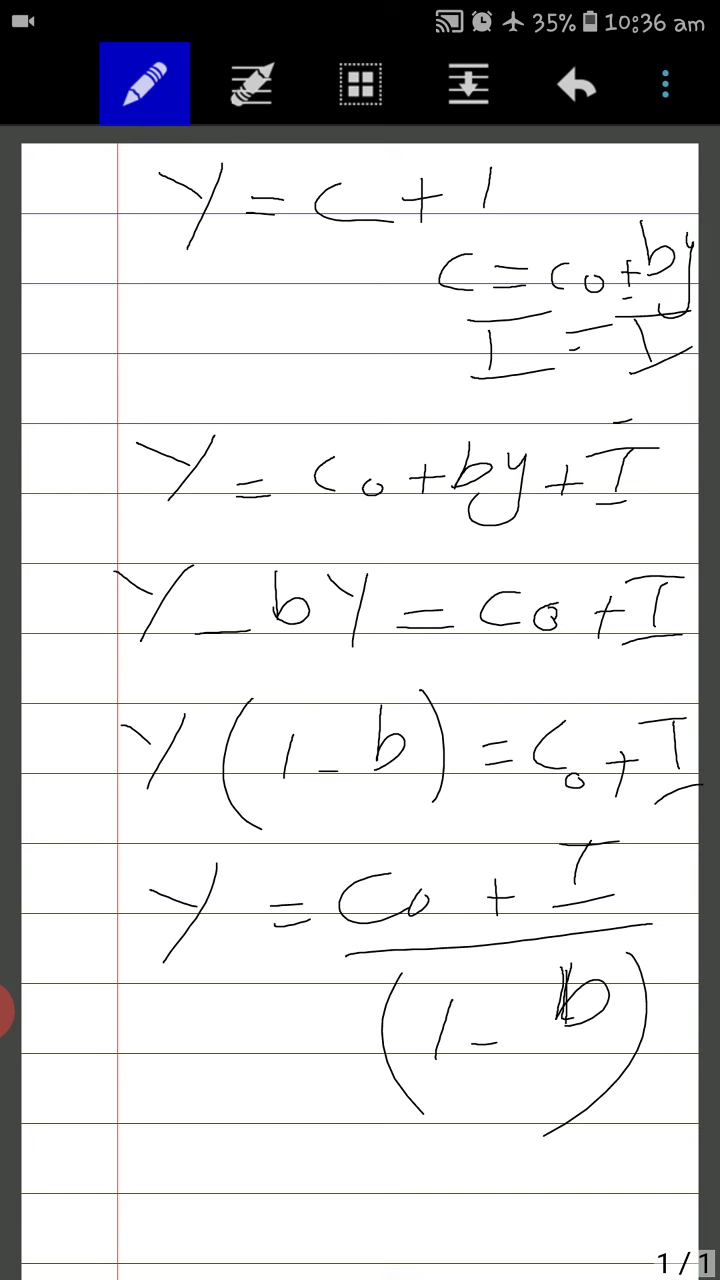 35% 10:36 am
Y = C + I
C = Co + by
I = I
Y = Co + by + I
Y - bY = Co + I
Y (1 - b) = Co + I
Y = Co + I
(1 - b)
1 / 1